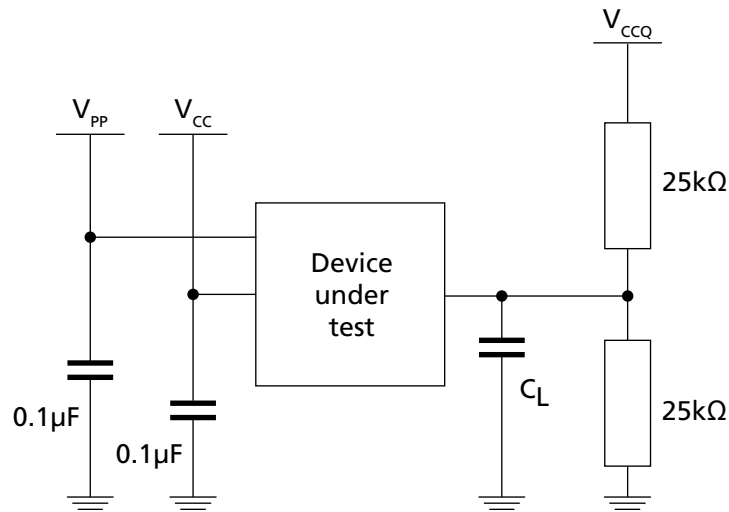 V_CCQ
V_PP
V_CC
25kΩ
Device
under
test
C_L
0.1µF
25kΩ
0.1µF